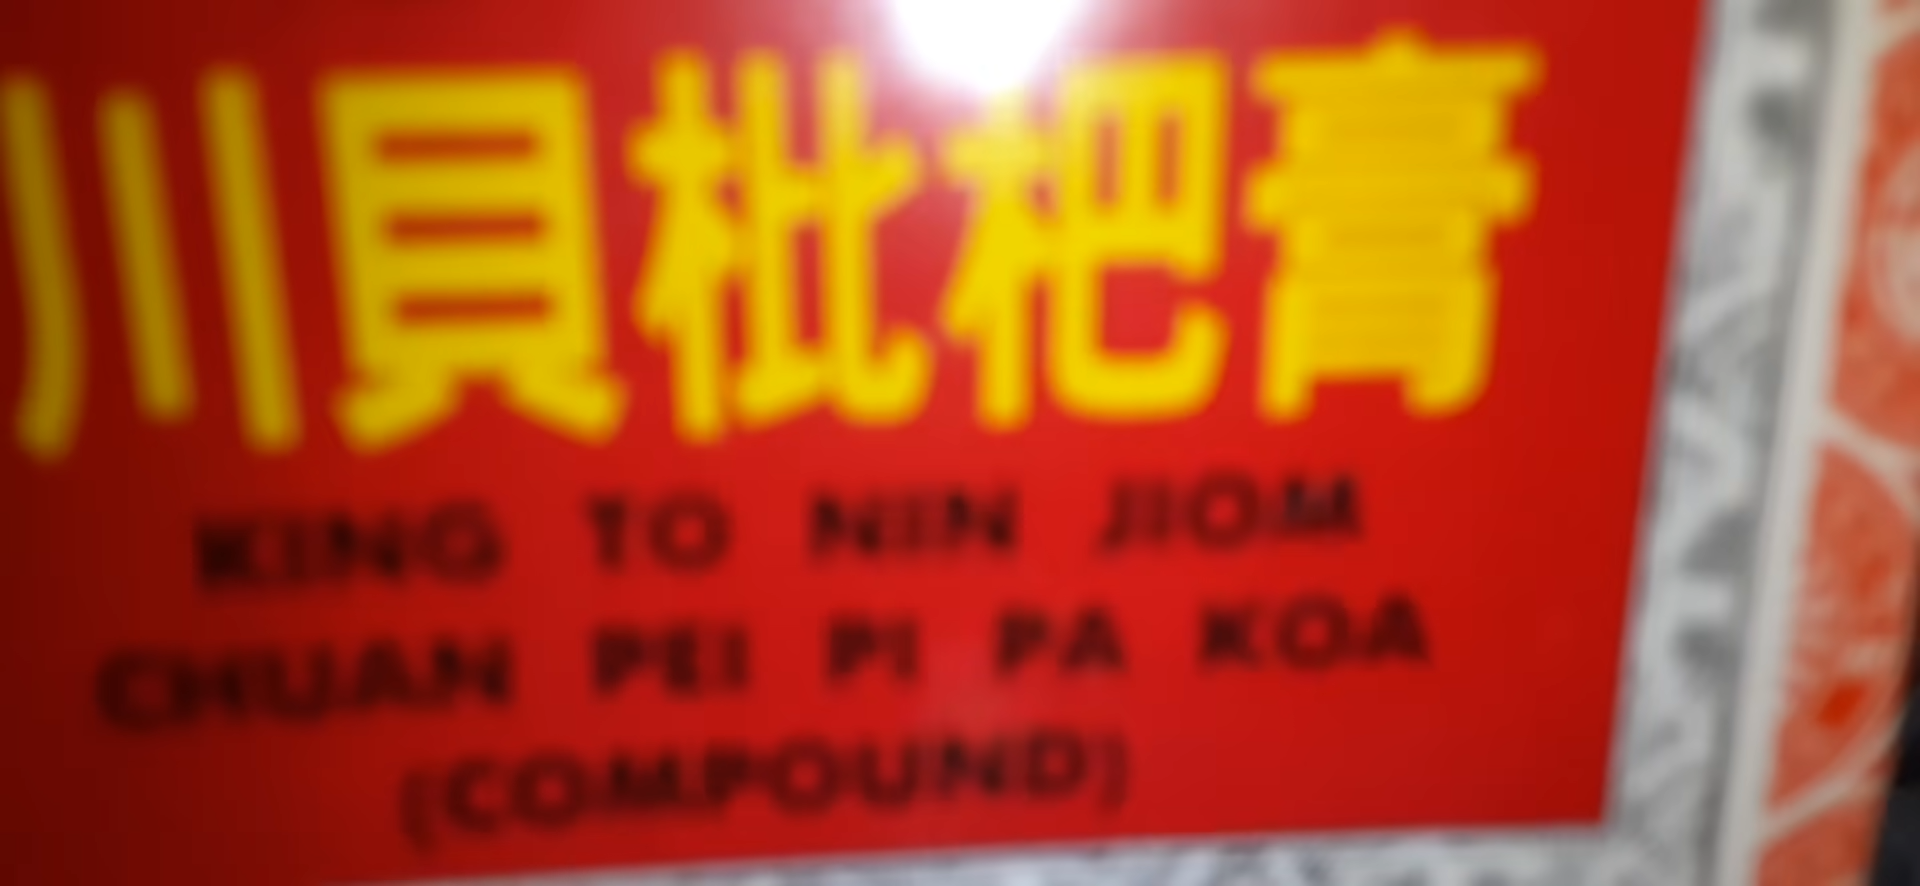 川貝枇杷膏
KING TO NIN JIOM
CHUAN PEI PI PA KOA
(COMPOUND)